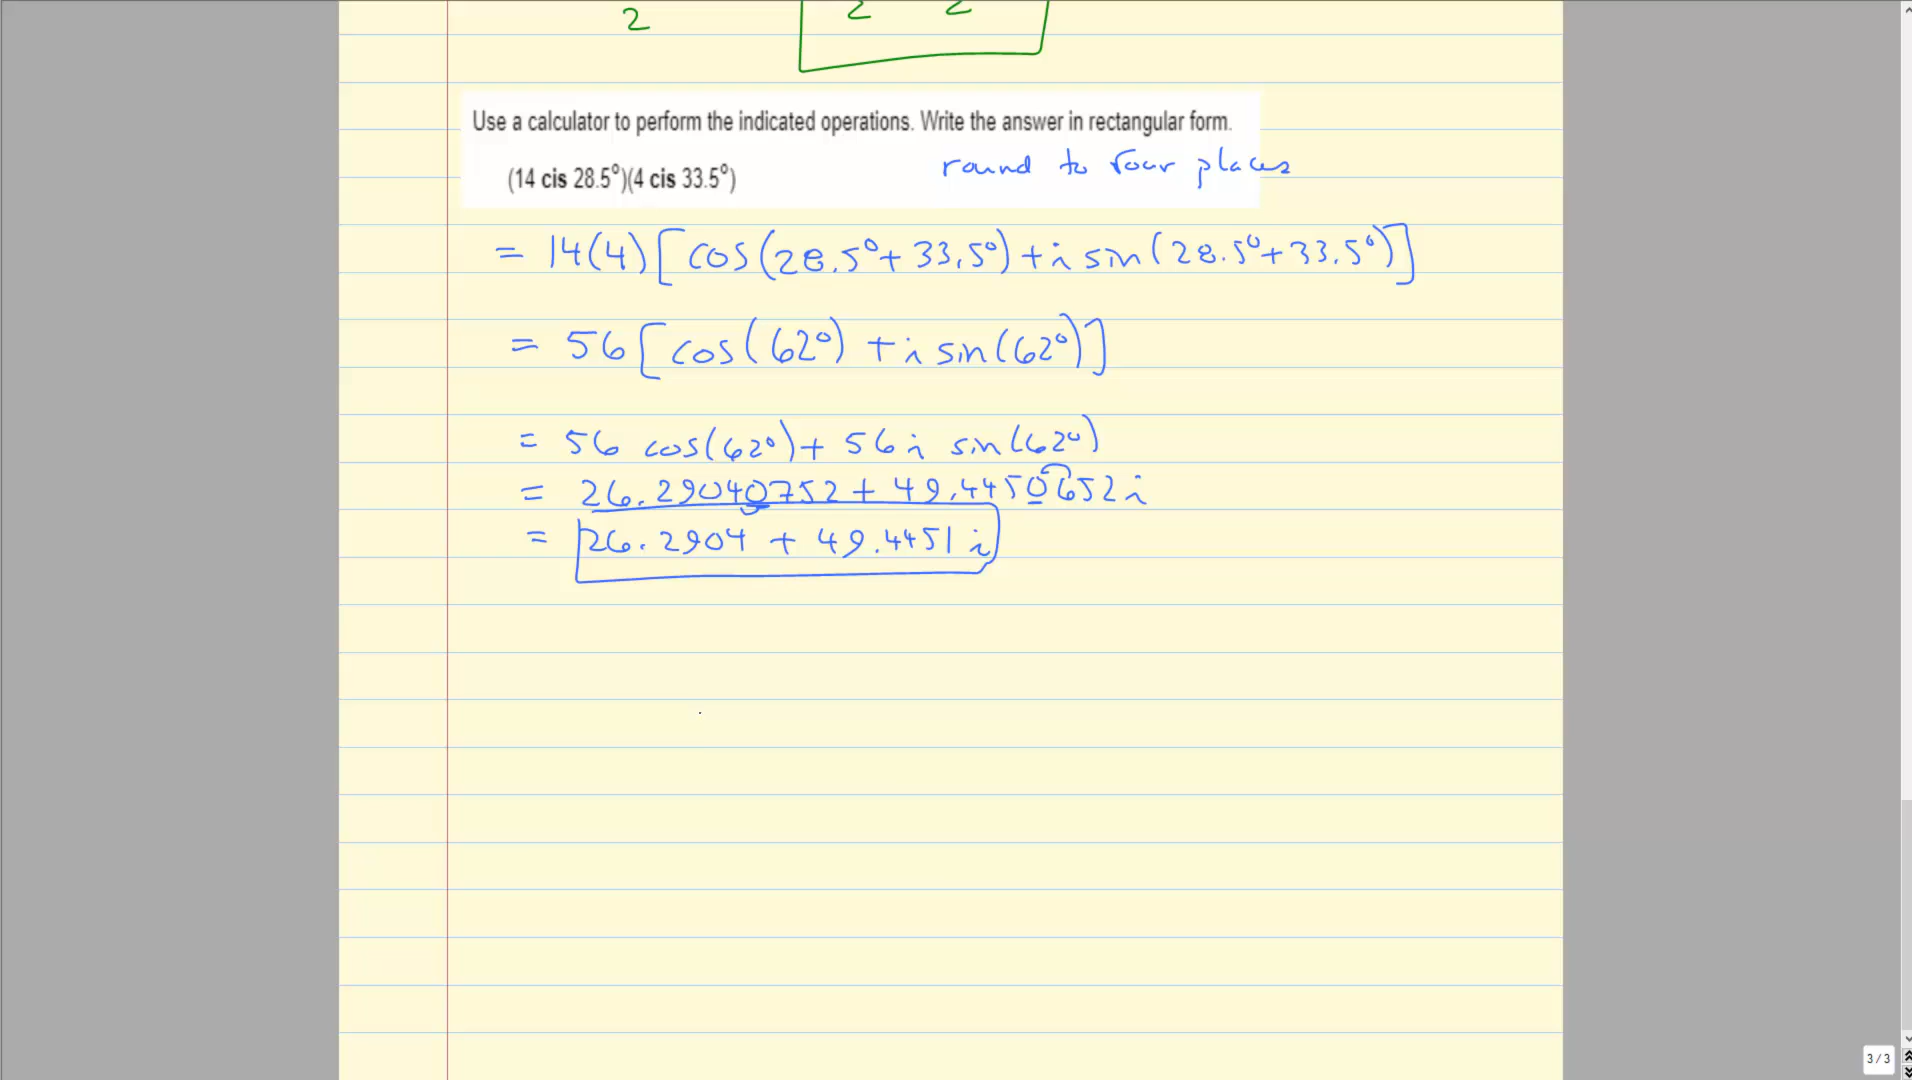 2 2 2
Use a calculator to perform the indicated operations. Write the answer in rectangular form.
round to four places
(14 cis 28.5°)(4 cis 33.5°)
= 14(4)[cos(28.5°+33.5°)+i sin(28.5°+33.5°)]
= 56[cos(62°)+i sin(62°)]
= 56 cos(62°)+ 56 i sin(62°)
= 26.29040752 + 49.4450652 i
= 26.2904 + 49.4451 i
3 / 3